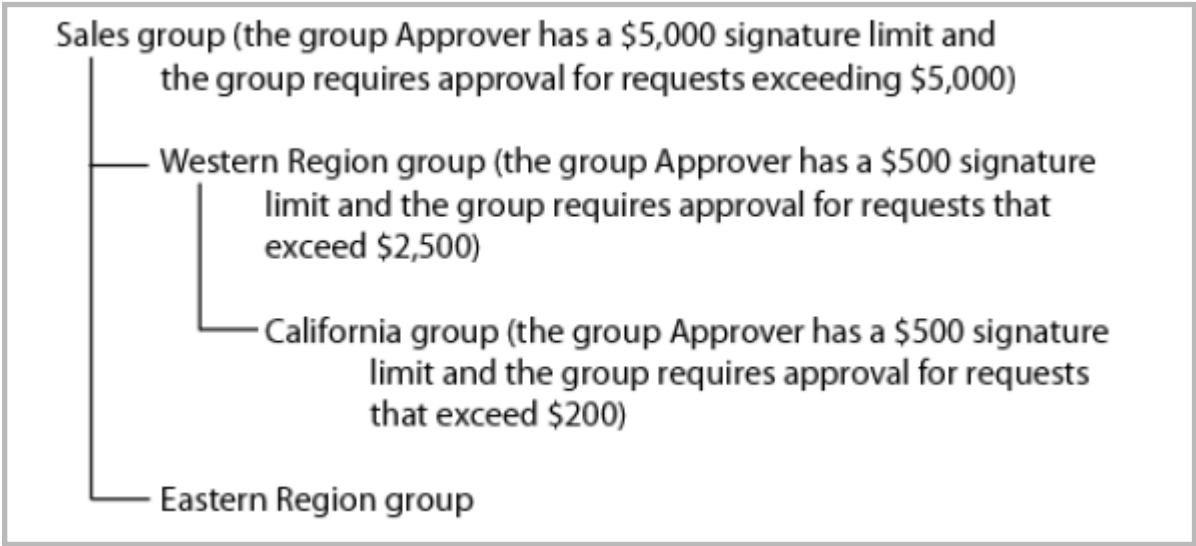 Sales group (the group Approver has a $5,000 signature limit and
the group requires approval for requests exceeding $5,000)
Western Region group (the group Approver has a $500 signature
limit and the group requires approval for requests that
exceed $2,500)
California group (the group Approver has a $500 signature
limit and the group requires approval for requests
that exceed $200)
Eastern Region group